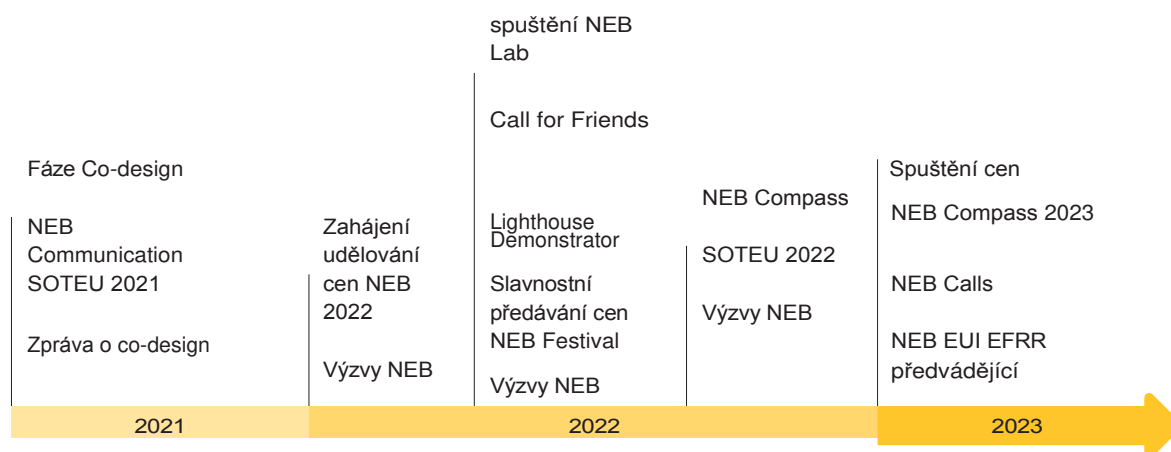 Fáze Co-design
NEB
Communication
SOTEU 2021
Zpráva o co-design
Zahájení
udělování
cen NEB
2022
Výzvy NEB
spuštění NEB
Lab
Call for Friends
Lighthouse
Demonstrator
Slavnostní
předávání cen
NEB Festival
Výzvy NEB
NEB Compass
SOTEU 2022
Výzvy NEB
Spuštění cen
NEB Compass 2023
NEB Calls
NEB EUI EFRR
předvádějící
2021
2022
2023